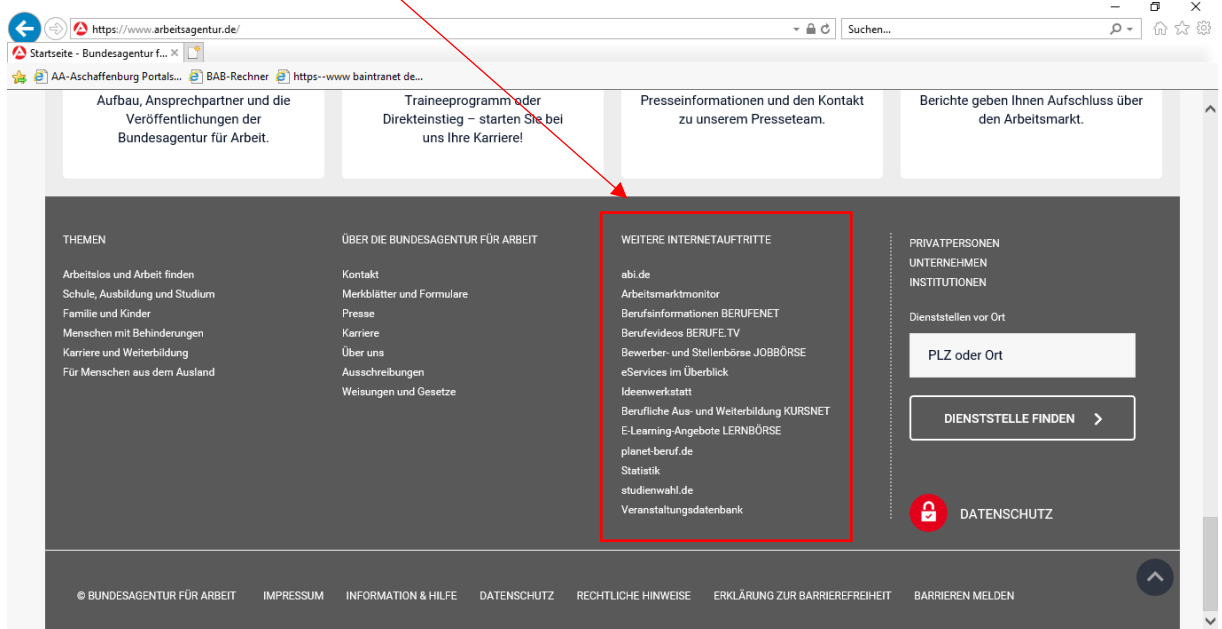 https://www.arbeitsagentur.de/
Suchen...
Startseite - Bundesagentur f...
AA-Aschaffenburg Portals...
BAB-Rechner
https--www baintranet de...
Aufbau, Ansprechpartner und die
Veröffentlichungen der
Bundesagentur für Arbeit.
Traineeprogramm oder
Direkteinstieg – starten Sie bei
uns Ihre Karriere!
Presseinformationen und den Kontakt
zu unserem Presseteam.
Berichte geben Ihnen Aufschluss über
den Arbeitsmarkt.
THEMEN
Arbeitslos und Arbeit finden
Schule, Ausbildung und Studium
Familie und Kinder
Menschen mit Behinderungen
Karriere und Weiterbildung
Für Menschen aus dem Ausland
ÜBER DIE BUNDESAGENTUR FÜR ARBEIT
Kontakt
Merkblätter und Formulare
Presse
Karriere
Über uns
Ausschreibungen
Weisungen und Gesetze
WEITERE INTERNETAUFTRITTE
abi.de
Arbeitsmarktmonitor
Berufsinformationen BERUFENET
Berufevideos BERUFE.TV
Bewerber- und Stellenbörse JOBBÖRSE
eServices im Überblick
Ideenwerkstatt
Berufliche Aus- und Weiterbildung KURSNET
E-Learning-Angebote LERNBÖRSE
planet-beruf.de
Statistik
studienwahl.de
Veranstaltungsdatenbank
PRIVATPERSONEN
UNTERNEHMEN
INSTITUTIONEN
Dienststellen vor Ort
PLZ oder Ort
DIENSTSTELLE FINDEN
DATENSCHUTZ
© BUNDESAGENTUR FÜR ARBEIT IMPRESSUM INFORMATION & HILFE DATENSCHUTZ RECHTLICHE HINWEISE ERKLÄRUNG ZUR BARRIEREFREIHEIT BARRIEREN MELDEN